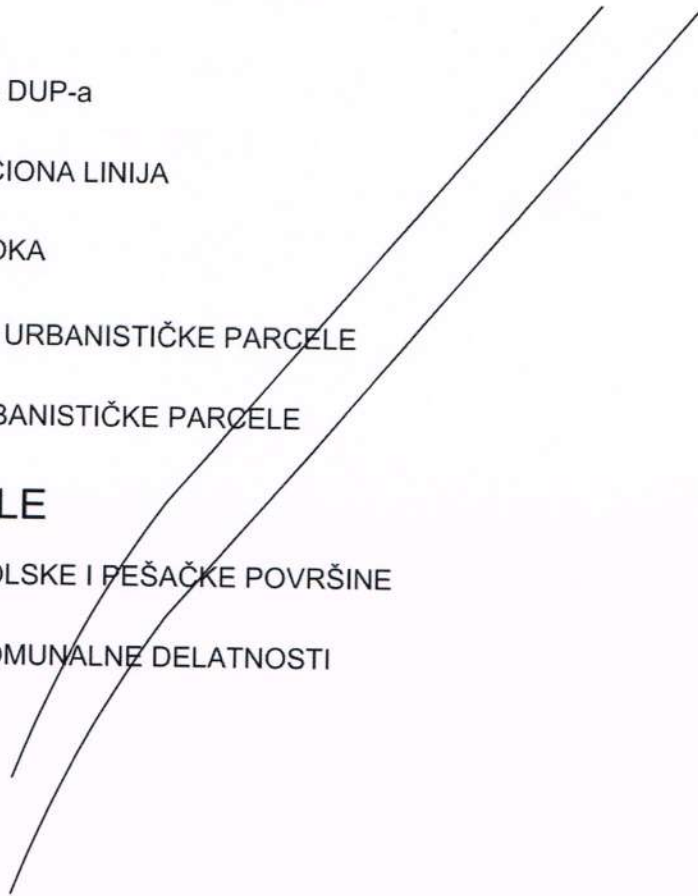 DUP-a
CIONA LINIJA
OKA
URBANISTIČKE PARCELE
BANISTIČKE PARCELE
LE
OLSKE I PEŠAČKE POVRŠINE
OMUNALNE DELATNOSTI